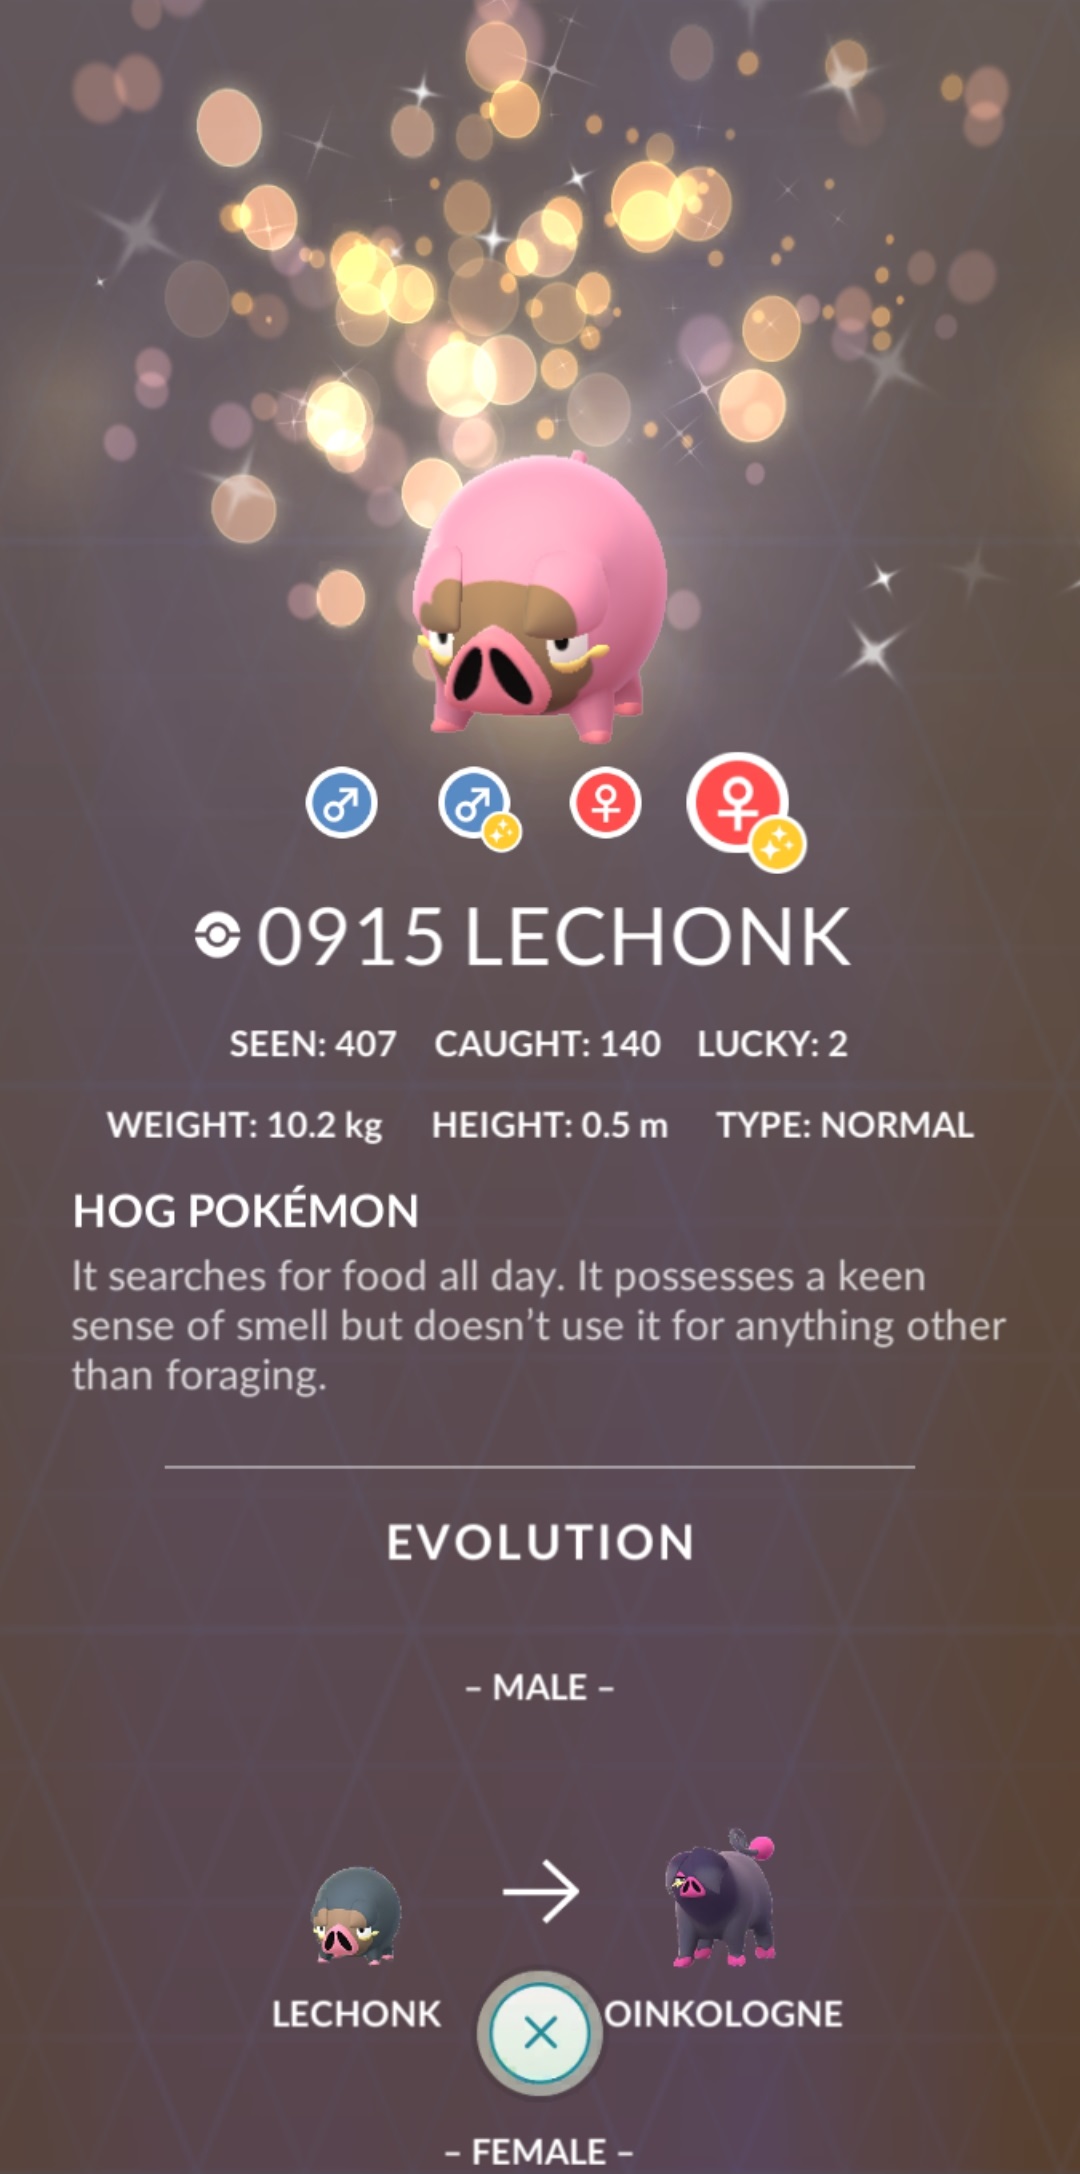 0915 LECHONK
SEEN: 407 CAUGHT: 140 LUCKY: 2
WEIGHT: 10.2 kg HEIGHT: 0.5 m TYPE: NORMAL
HOG POKÉMON
It searches for food all day. It possesses a keen
sense of smell but doesn’t use it for anything other
than foraging.
EVOLUTION
– MALE –
LECHONK OINKOLOGNE
– FEMALE –